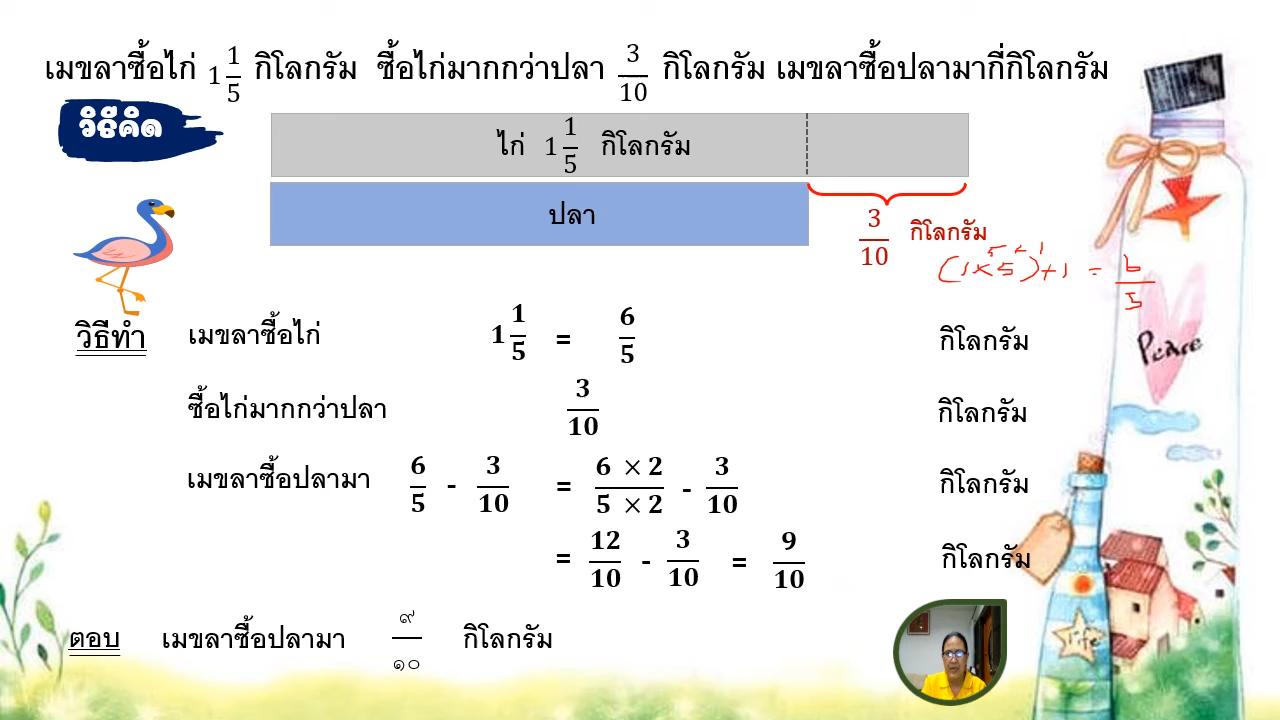 เมขลาซื้อไก่ 1 1/5 กิโลกรัม ซื้อไก่มากกว่าปลา 3/10 กิโลกรัม เมขลาซื้อปลามากี่กิโลกรัม
วิธีคิด
ไก่ 1 1/5 กิโลกรัม
ปลา
3/10 กิโลกรัม
(1×5)+1 = 6/5
วิธีทำ เมขลาซื้อไก่ 1 1/5 = 6/5 กิโลกรัม
ซื้อไก่มากกว่าปลา 3/10 กิโลกรัม
เมขลาซื้อปลามา 6/5 - 3/10 = 6 × 2/5 × 2 - 3/10 กิโลกรัม
= 12/10 - 3/10 = 9/10 กิโลกรัม
ตอบ เมขลาซื้อปลามา ๙/๑๐ กิโลกรัม
Peace
life